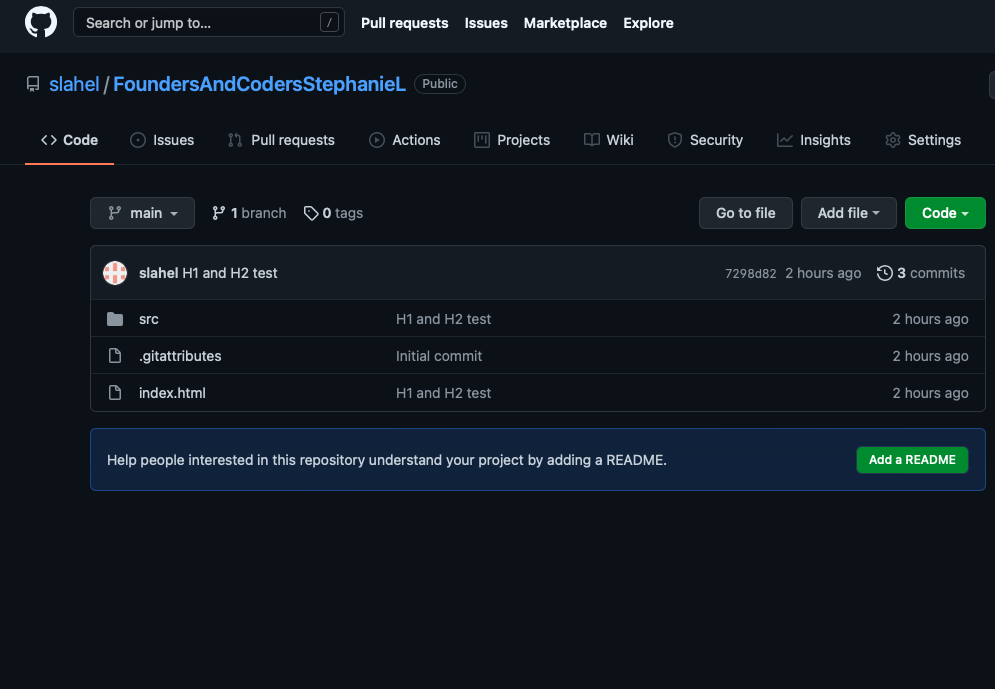 Search or jump to... / Pull requests Issues Marketplace Explore
slahel / FoundersAndCodersStephanieL Public
<> Code Issues Pull requests Actions Projects Wiki Security Insights Settings
main 1 branch 0 tags Go to file Add file Code
slahel H1 and H2 test 7298d82 2 hours ago 3 commits
src H1 and H2 test 2 hours ago
.gitattributes Initial commit 2 hours ago
index.html H1 and H2 test 2 hours ago
Help people interested in this repository understand your project by adding a README. Add a README